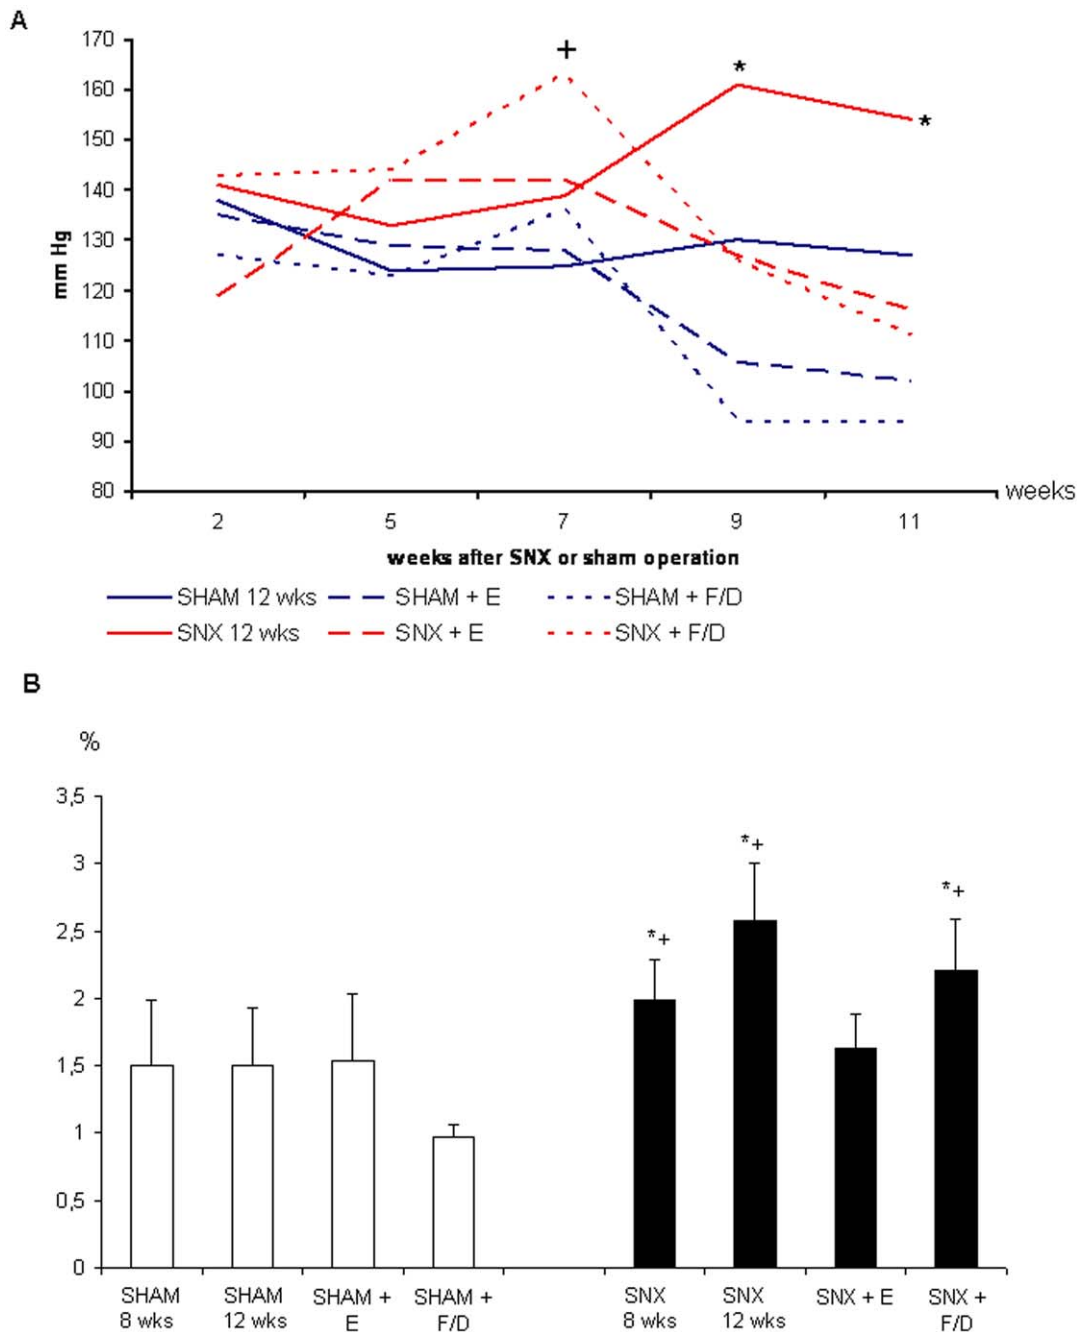 A
170
+
160
*
150
*
140
130
mm Hg
120
110
100
90
80
weeks
2 5 7 9 11
weeks after SNX or sham operation
SHAM 12 wks SHAM + E SHAM + F/D
SNX 12 wks SNX + E SNX + F/D
B
%
3,5
3
*+
2,5
*+
*+
2
1,5
1
0,5
0
SHAM SHAM SHAM + SHAM + SNX SNX SNX + E SNX +
8 wks 12 wks E F/D 8 wks 12 wks F/D